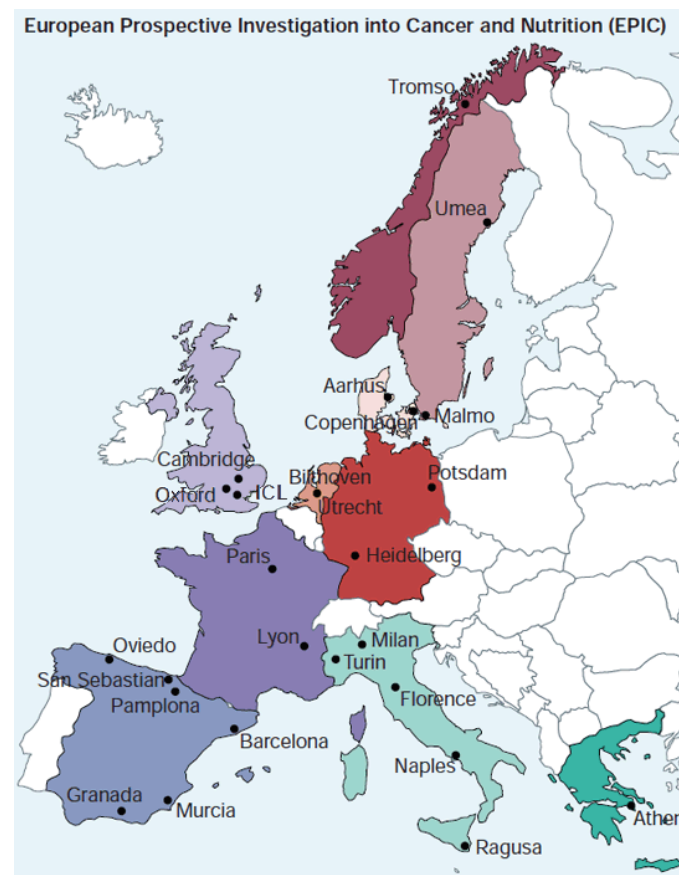 European Prospective Investigation into Cancer and Nutrition (EPIC)
Tromso
Umea
Aarhus
Copenhagen
Malmo
Cambridge
Oxford
ICL
Bilthoven
Utrecht
Potsdam
Paris
Heidelberg
Lyon
Milan
Turin
Oviedo
San Sebastian
Pamplona
Florence
Barcelona
Naples
Granada
Murcia
Ragusa
Ather